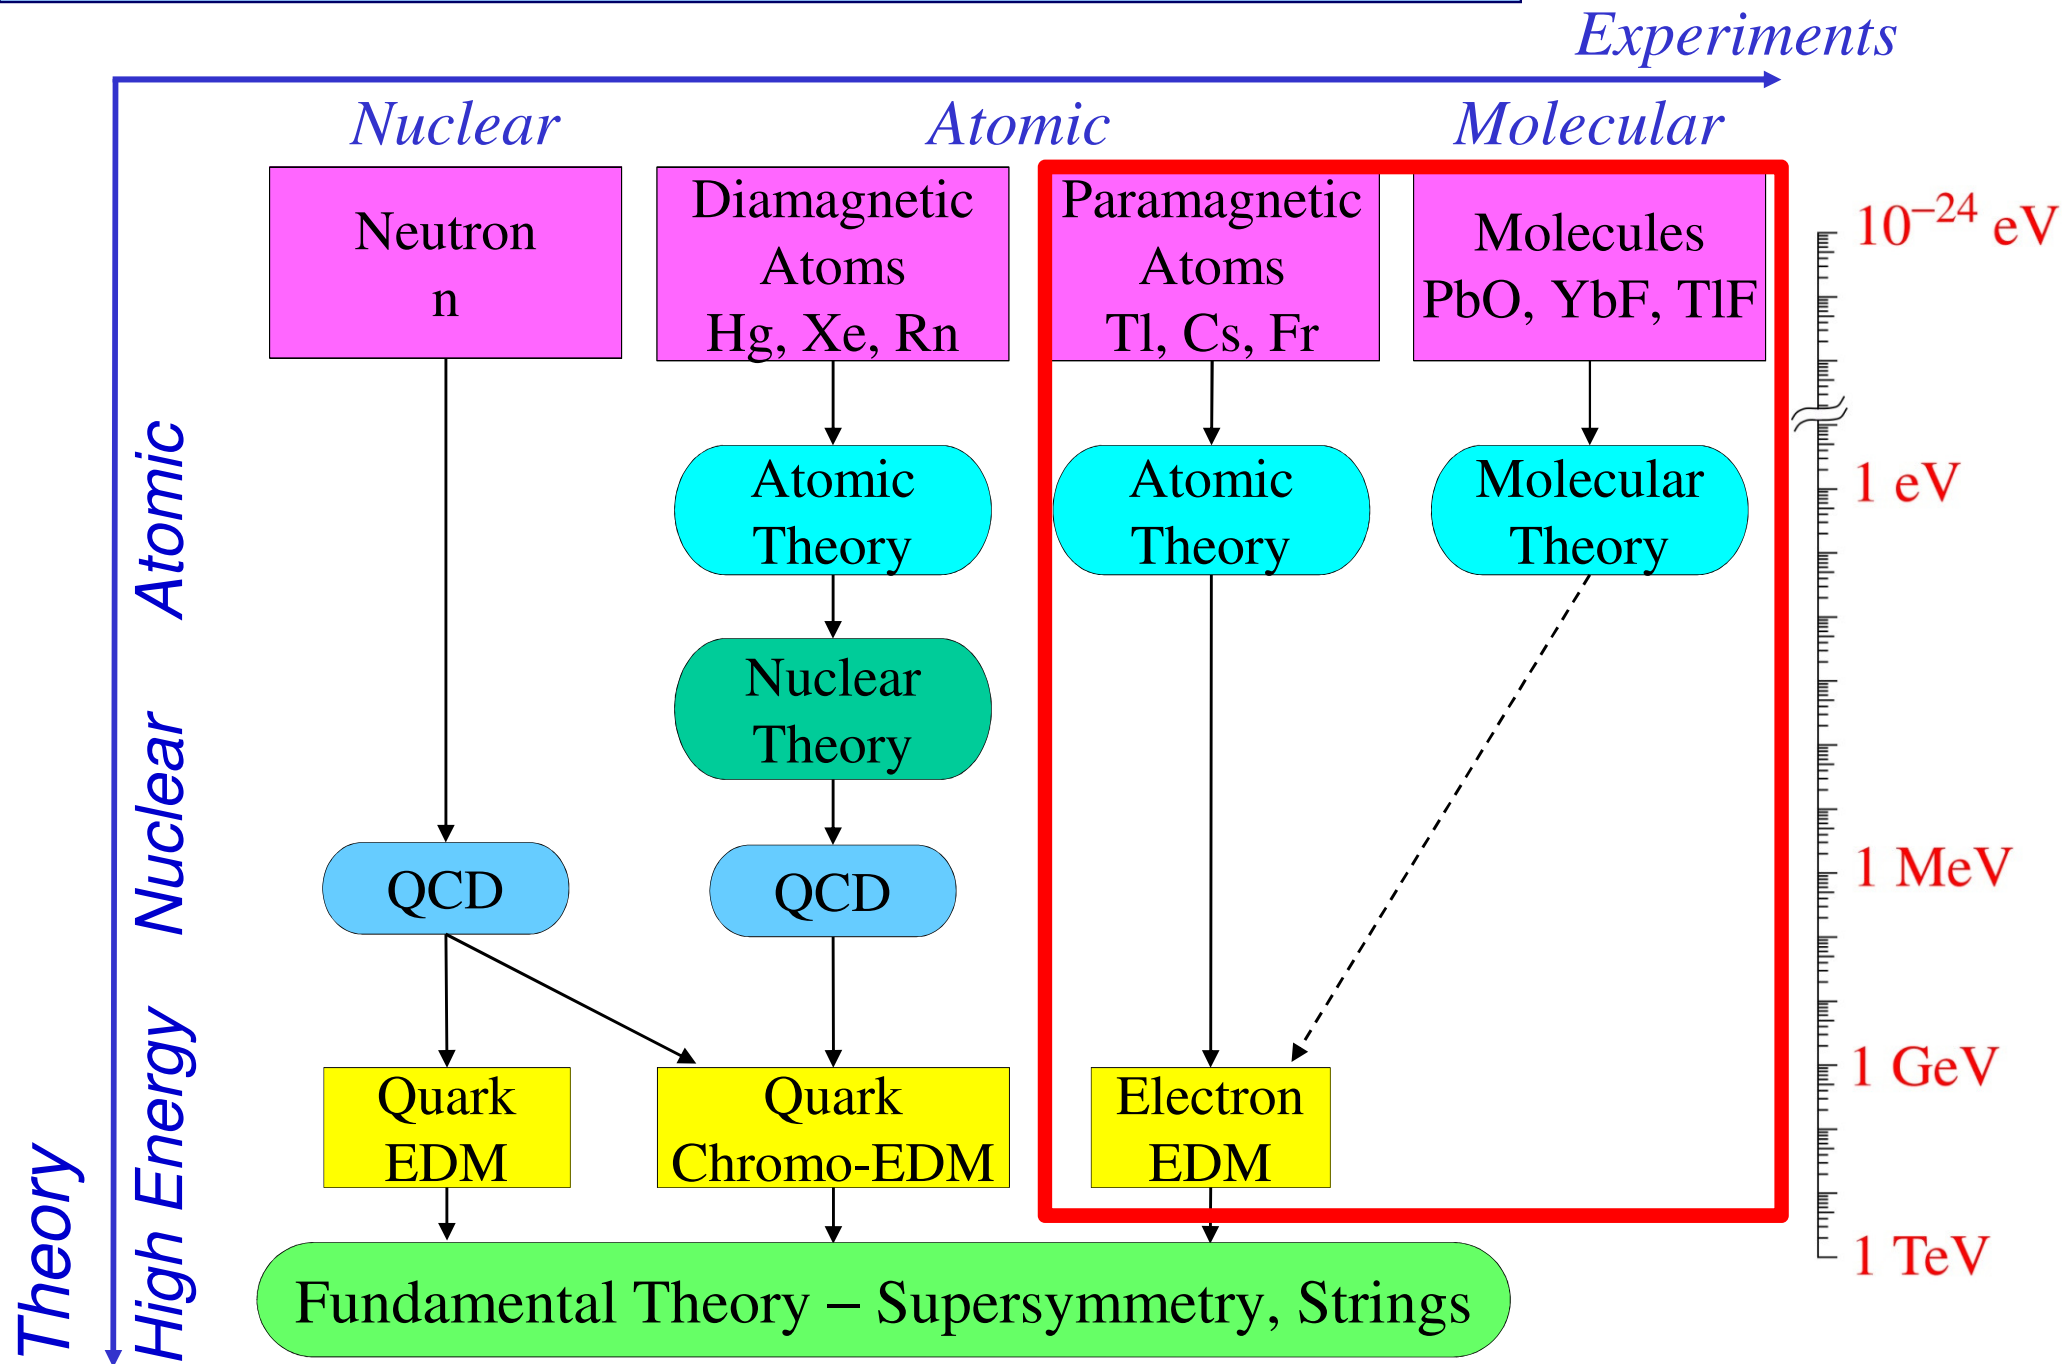 Experiments
Nuclear
Atomic
Molecular
Neutron
n
Diamagnetic
Atoms
Hg, Xe, Rn
Paramagnetic
Atoms
Tl, Cs, Fr
Molecules
PbO, YbF, TlF
10⁻²⁴ eV
Atomic
Theory
Atomic
Theory
Molecular
Theory
1 eV
Atomic
Nuclear
Theory
Nuclear
QCD
QCD
1 MeV
Quark
EDM
Quark
Chromo-EDM
Electron
EDM
1 GeV
High Energy
Theory
1 TeV
Fundamental Theory – Supersymmetry, Strings